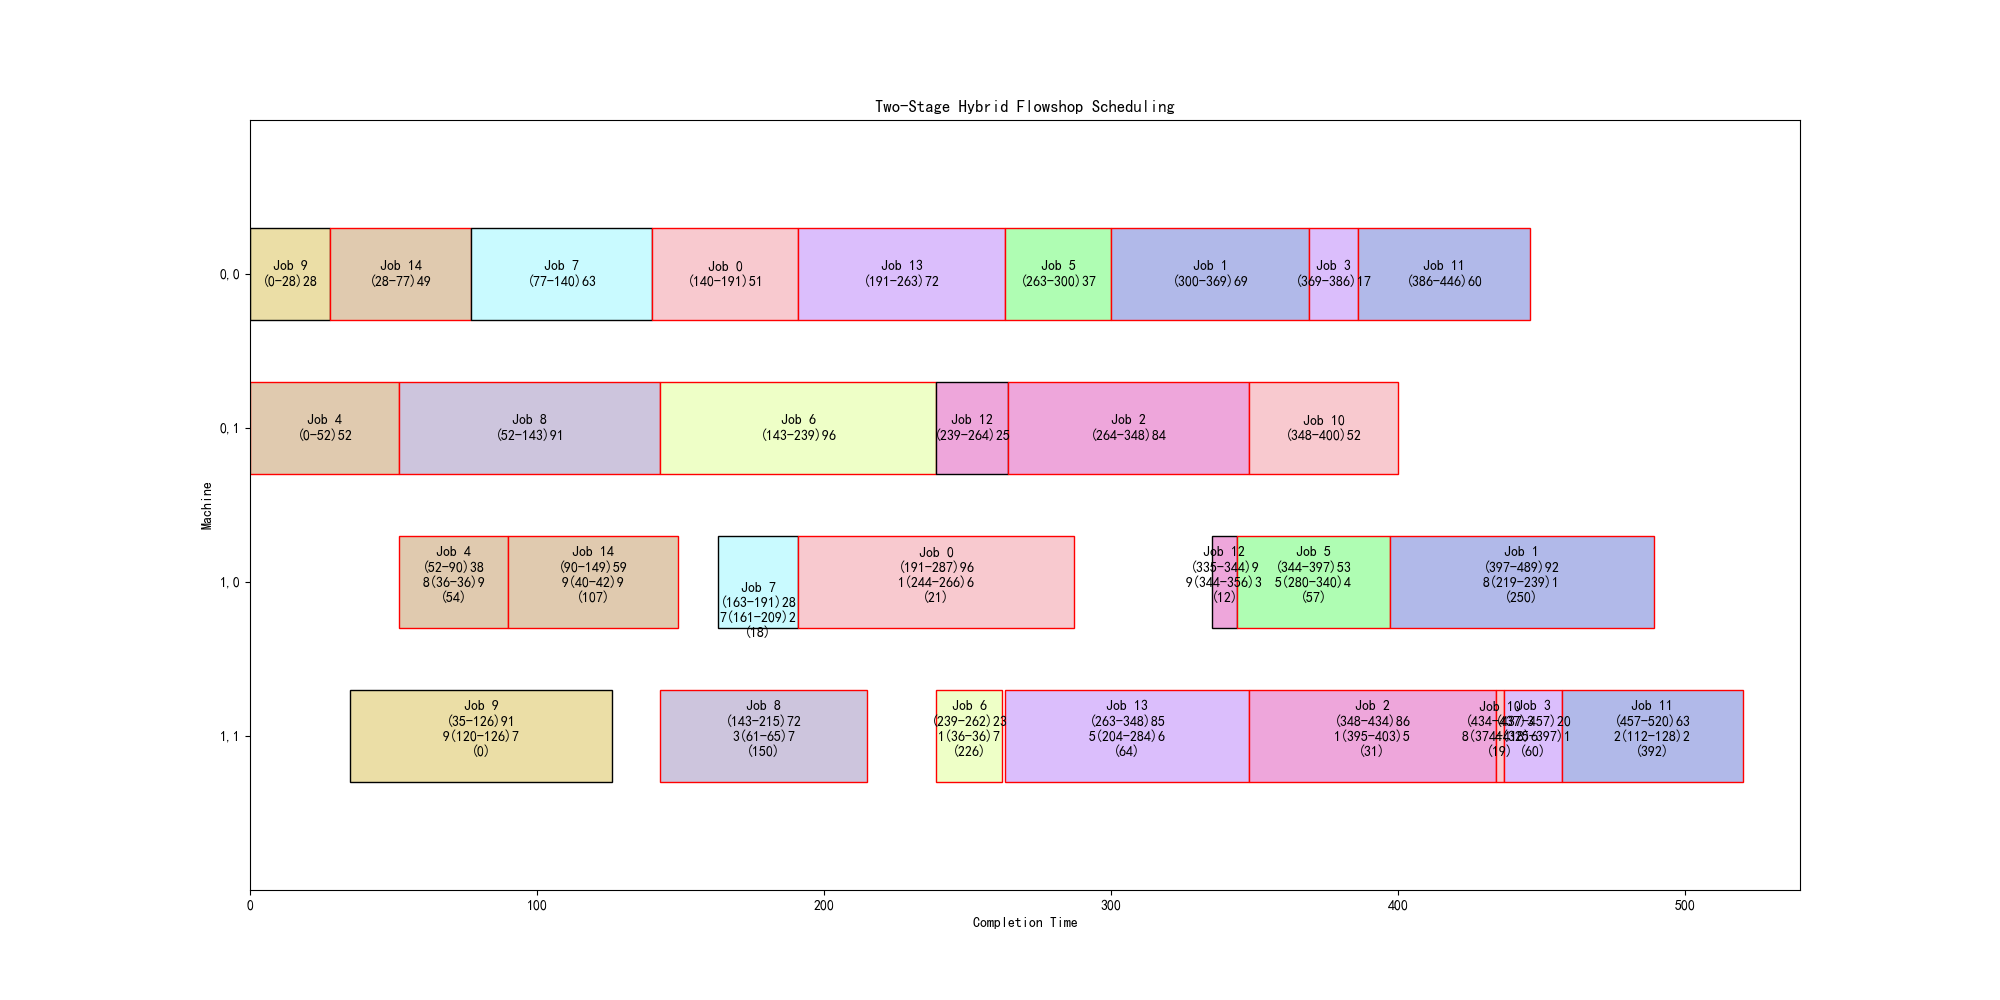 Two-Stage Hybrid Flowshop Scheduling
0,0
Job 9
(0-28)28
Job 14
(28-77)49
Job 7
(77-140)63
Job 0
(140-191)51
Job 13
(191-263)72
Job 5
(263-300)37
Job 1
(300-369)69
Job 3
(369-386)17
Job 11
(386-446)60
0,1
Job 4
(0-52)52
Job 8
(52-143)91
Job 6
(143-239)96
Job 12
(239-264)25
Job 2
(264-348)84
Job 10
(348-400)52
1,0
Job 4
(52-90)38
8(36-36)9
(54)
Job 14
(90-149)59
9(40-42)9
(107)
Job 7
(163-191)28
7(161-209)2
(18)
Job 0
(191-287)96
1(244-266)6
(21)
Job 12
(335-344)9
9(344-356)3
(12)
Job 5
(344-397)53
5(280-340)4
(57)
Job 1
(397-489)92
8(219-239)1
(250)
1,1
Job 9
(35-126)91
9(120-126)7
(0)
Job 8
(143-215)72
3(61-65)7
(150)
Job 6
(239-262)23
1(36-36)7
(226)
Job 13
(263-348)85
5(204-284)6
(64)
Job 2
(348-434)86
1(395-403)5
(31)
Job 10
(434-437)3
(19)
Job 3
(437-457)20
(60)
Job 11
(457-520)63
2(112-128)2
(392)
Machine
0
100
200
300
400
500
Completion Time